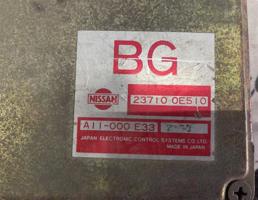 BG
NISSAN
23710 0E510
A11-000 E33
JAPAN ELECTRONIC CONTROL SYSTEMS CO LTD.
MADE IN JAPAN